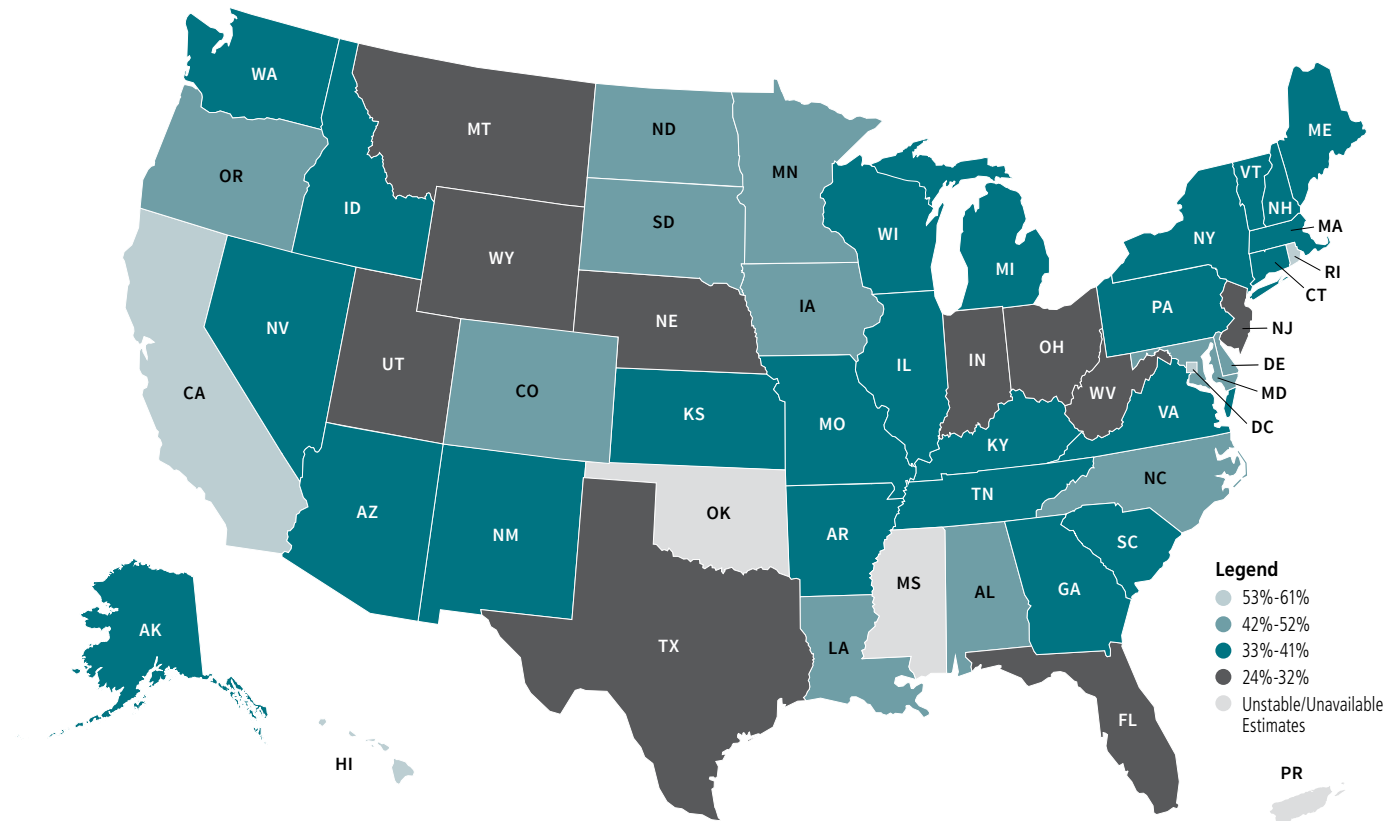 WA
ME
MT
ND
VT
MN
OR
ID
NH
SD
MA
WI
NY
WY
MI
RI
CT
IA
PA
NE
NV
NJ
OH
IN
UT
IL
DE
CO
CA
MD
WV
KS
VA
MO
DC
KY
NC
TN
AZ
OK
NM
AR
SC
Legend
MS
AL
GA
53%-61%
42%-52%
AK
TX
LA
33%-41%
24%-32%
Unstable/Unavailable
Estimates
FL
HI
PR